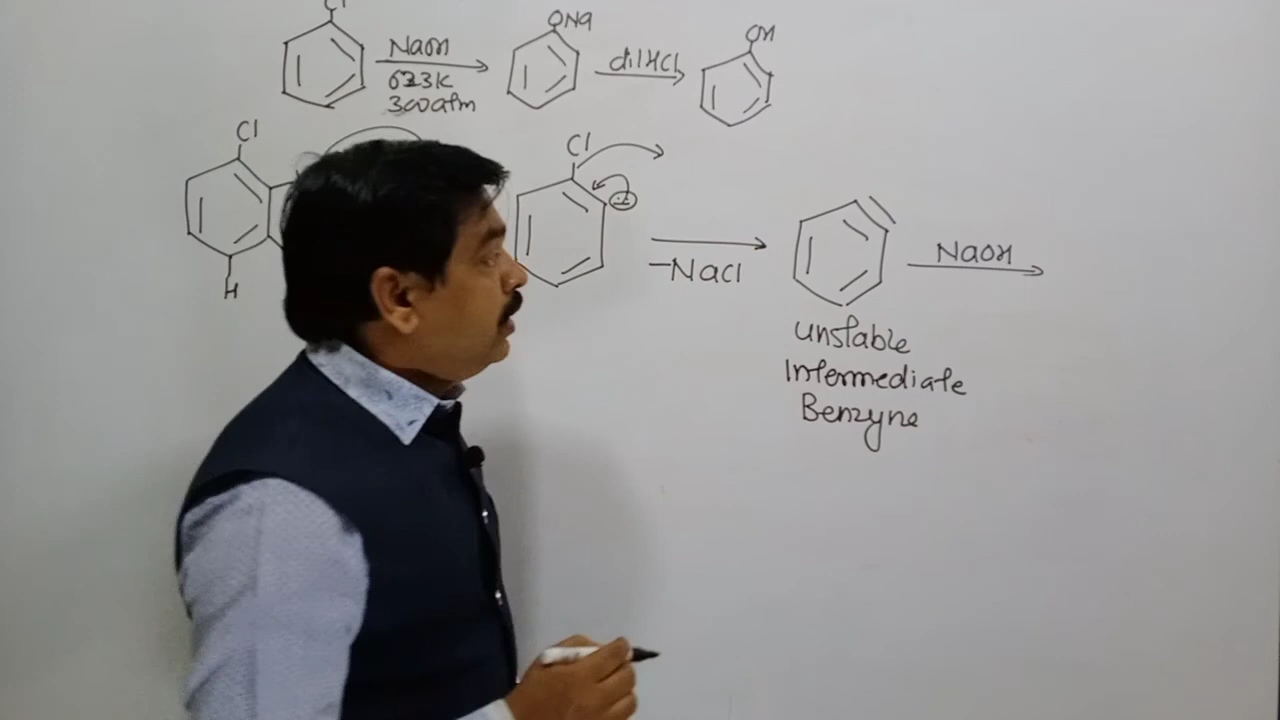 Cl
NaOH
623K
300atm
ONa
dil HCl
OH
Cl
H
Cl
-NaCl
NaOH
Unstable
Intermediate
Benzyne